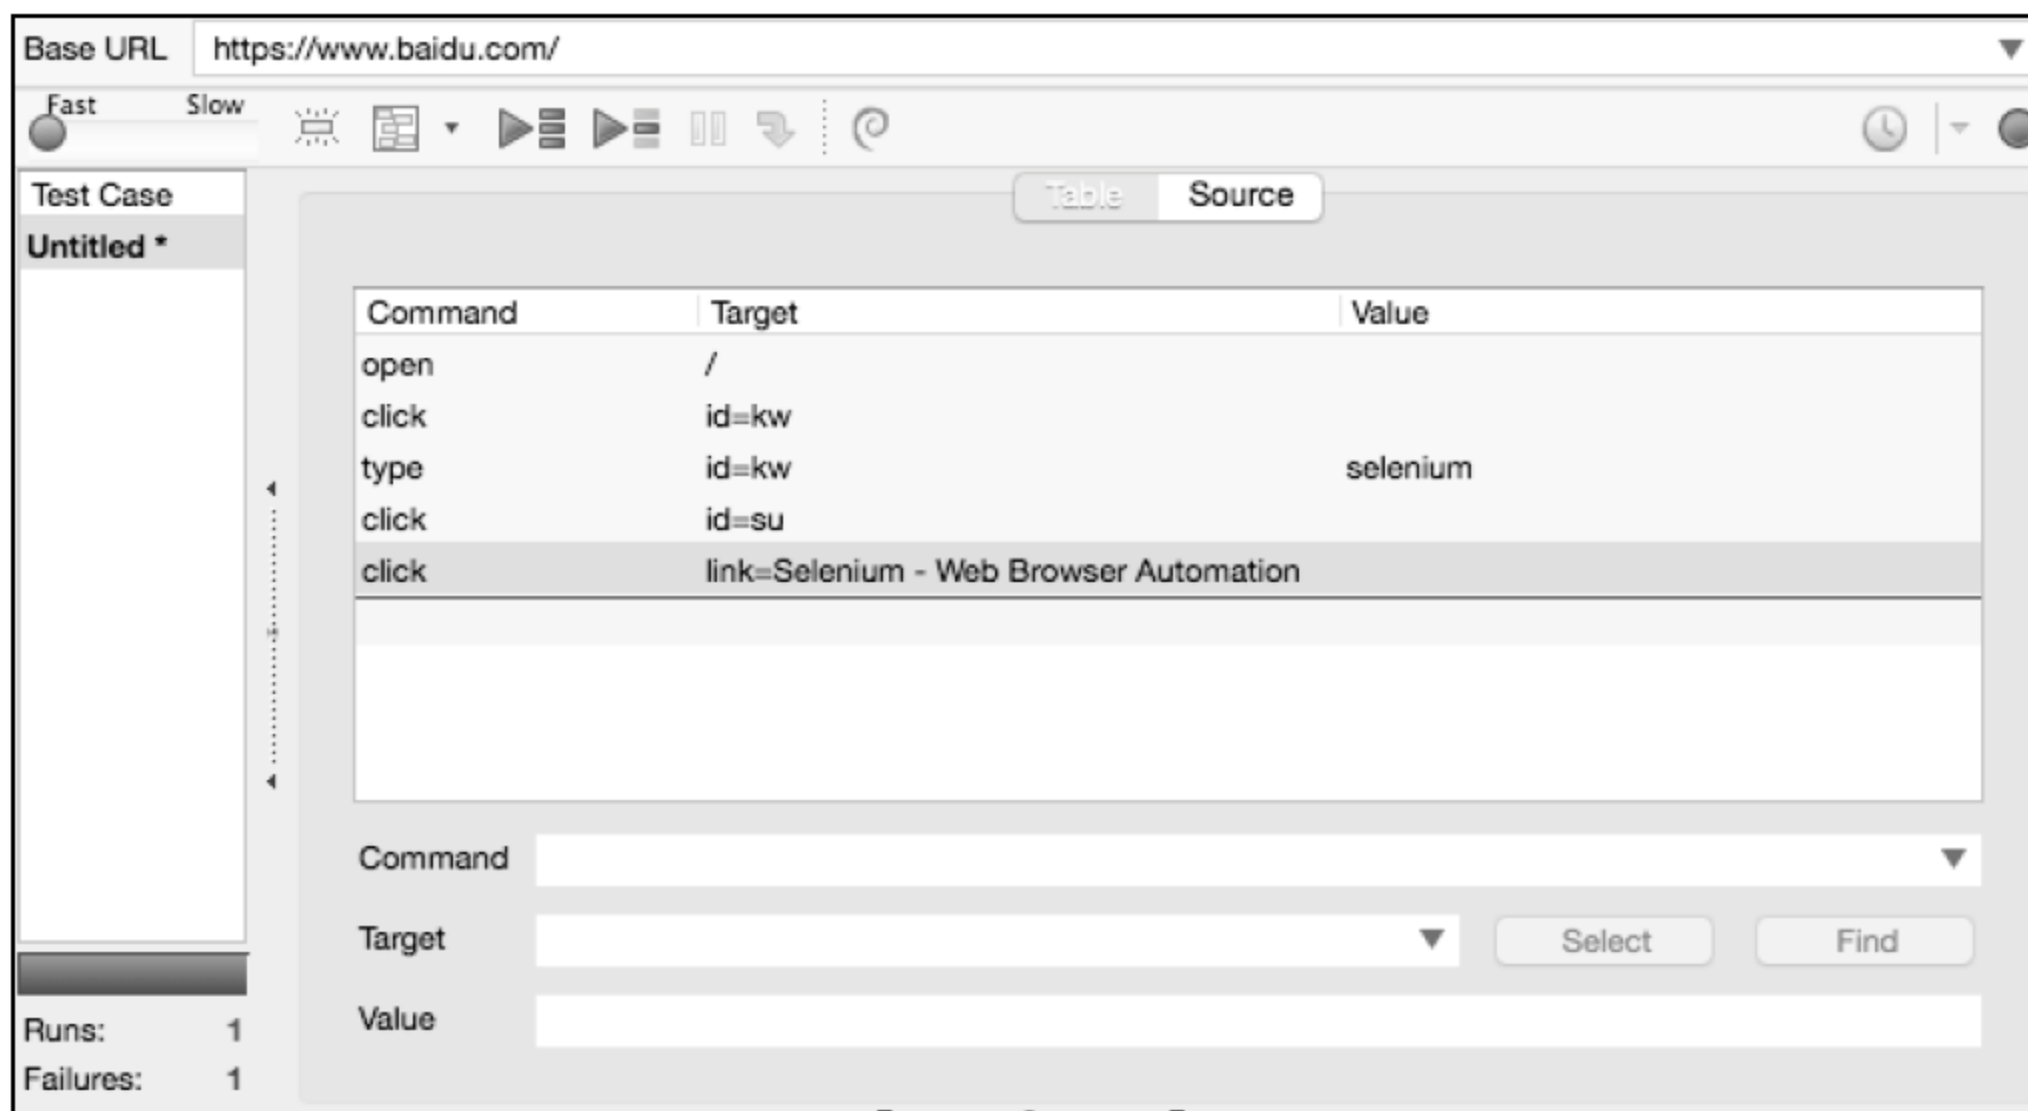 Base URL https://www.baidu.com/
Fast Slow
Test Case
Untitled *
Table Source
Command Target Value
open /
click id=kw
type id=kw selenium
click id=su
click link=Selenium - Web Browser Automation
Command
Target Select Find
Value
Runs: 1
Failures: 1